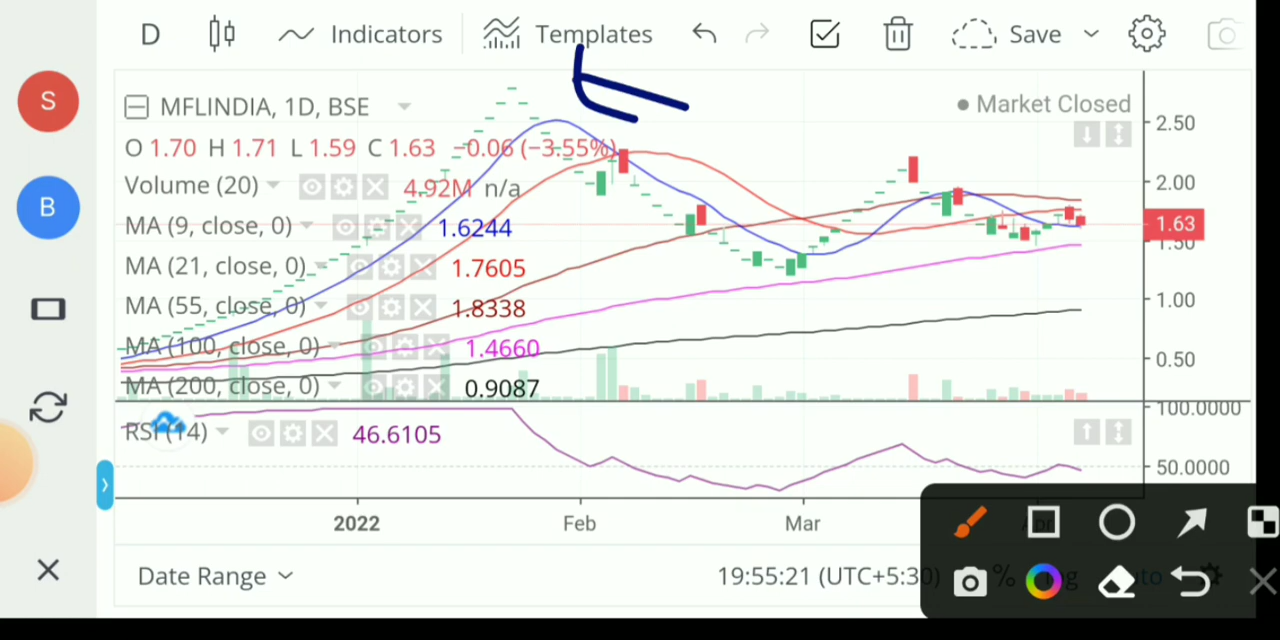 S
B
D Indicators Templates Save
MFLINDIA, 1D, BSE
Market Closed
O 1.70 H 1.71 L 1.59 C 1.63 −0.06 (−3.55%)
Volume (20) 4.92M n/a
MA (9, close, 0) 1.6244
MA (21, close, 0) 1.7605
MA (55, close, 0) 1.8338
MA (100, close, 0) 1.4660
MA (200, close, 0) 0.9087
2.50
2.00
1.63
1.50
1.00
0.50
RSI (14) 46.6105
100.0000
50.0000
2022 Feb Mar Apr
Date Range 19:55:21 (UTC+5:30) % log